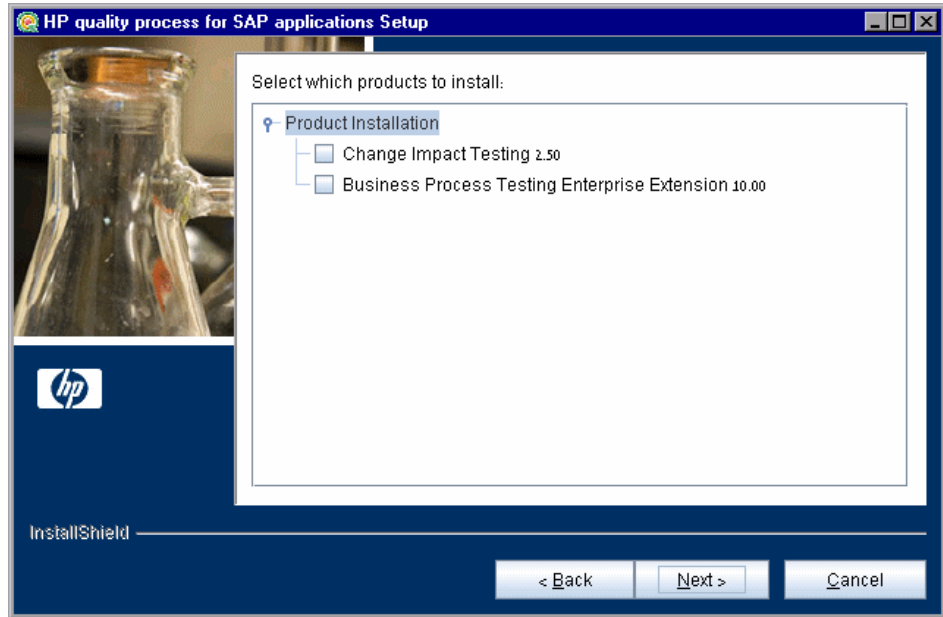 HP quality process for SAP applications Setup
Select which products to install:
Product Installation
Change Impact Testing 2.50
Business Process Testing Enterprise Extension 10.00
hp
InstallShield
< Back
Next >
Cancel